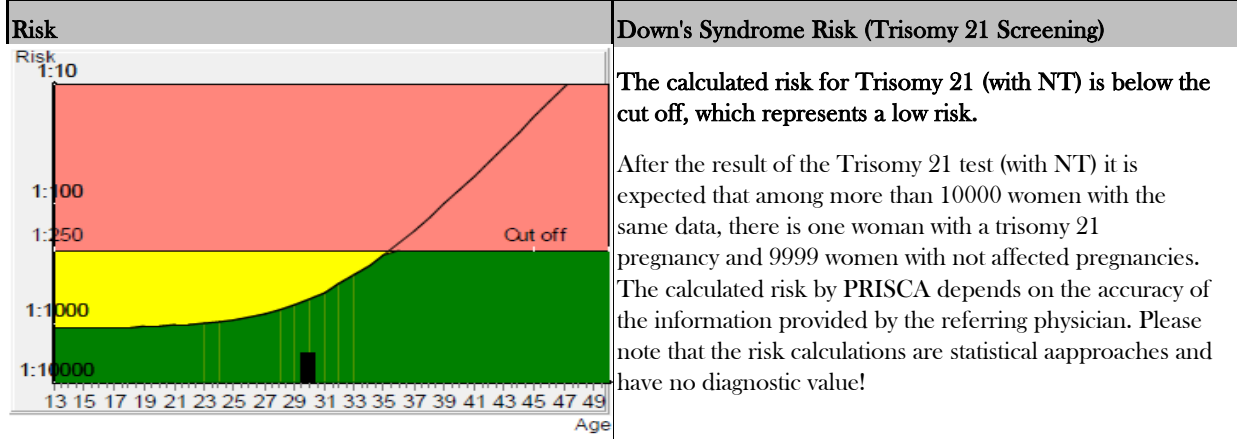 Risk
Down's Syndrome Risk (Trisomy 21 Screening)
Risk
1:10
1:100
1:250
Cut off
1:1000
1:10000
13 15 17 19 21 23 25 27 29 31 33 35 37 39 41 43 45 47 49
Age
The calculated risk for Trisomy 21 (with NT) is below the
cut off, which represents a low risk.
After the result of the Trisomy 21 test (with NT) it is
expected that among more than 10000 women with the
same data, there is one woman with a trisomy 21
pregnancy and 9999 women with not affected pregnancies.
The calculated risk by PRISCA depends on the accuracy of
the information provided by the referring physician. Please
note that the risk calculations are statistical aapproaches and
have no diagnostic value!